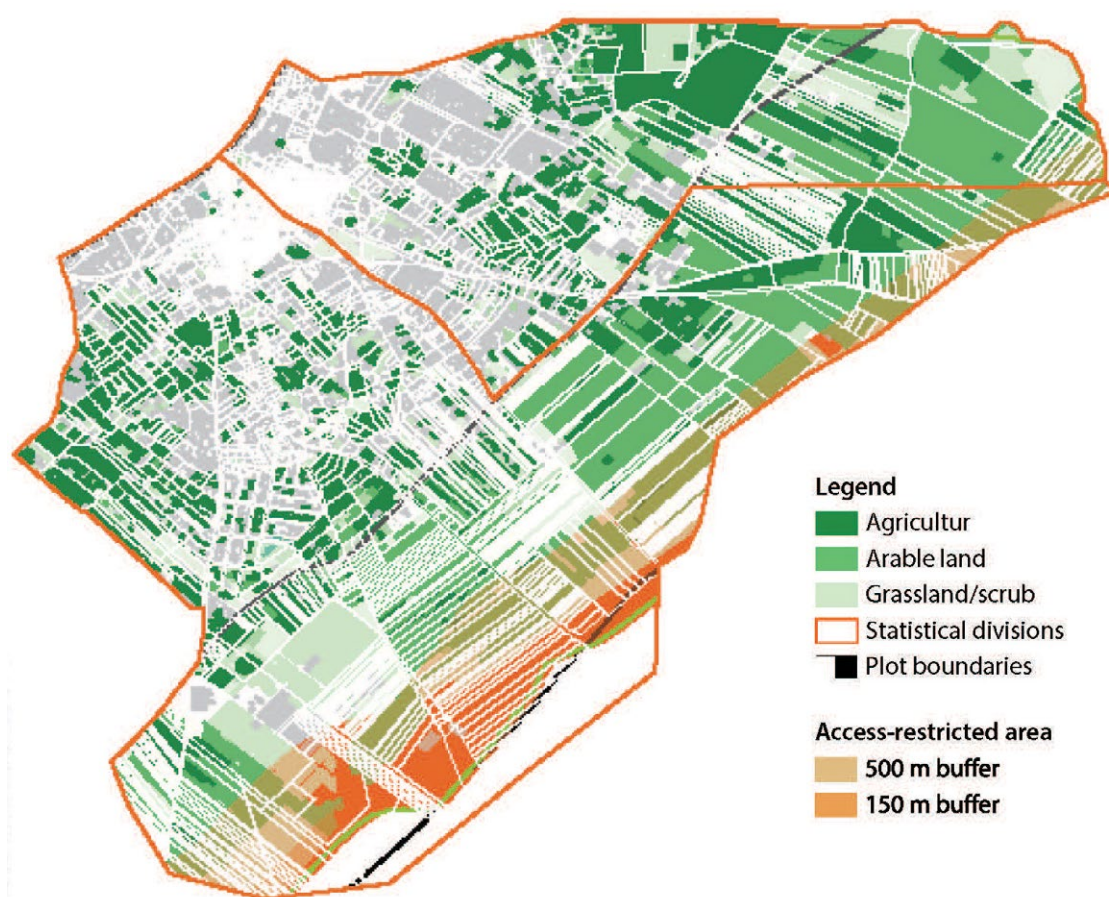 Legend
Agricultur
Arable land
Grassland/scrub
Statistical divisions
Plot boundaries
Access-restricted area
500 m buffer
150 m buffer